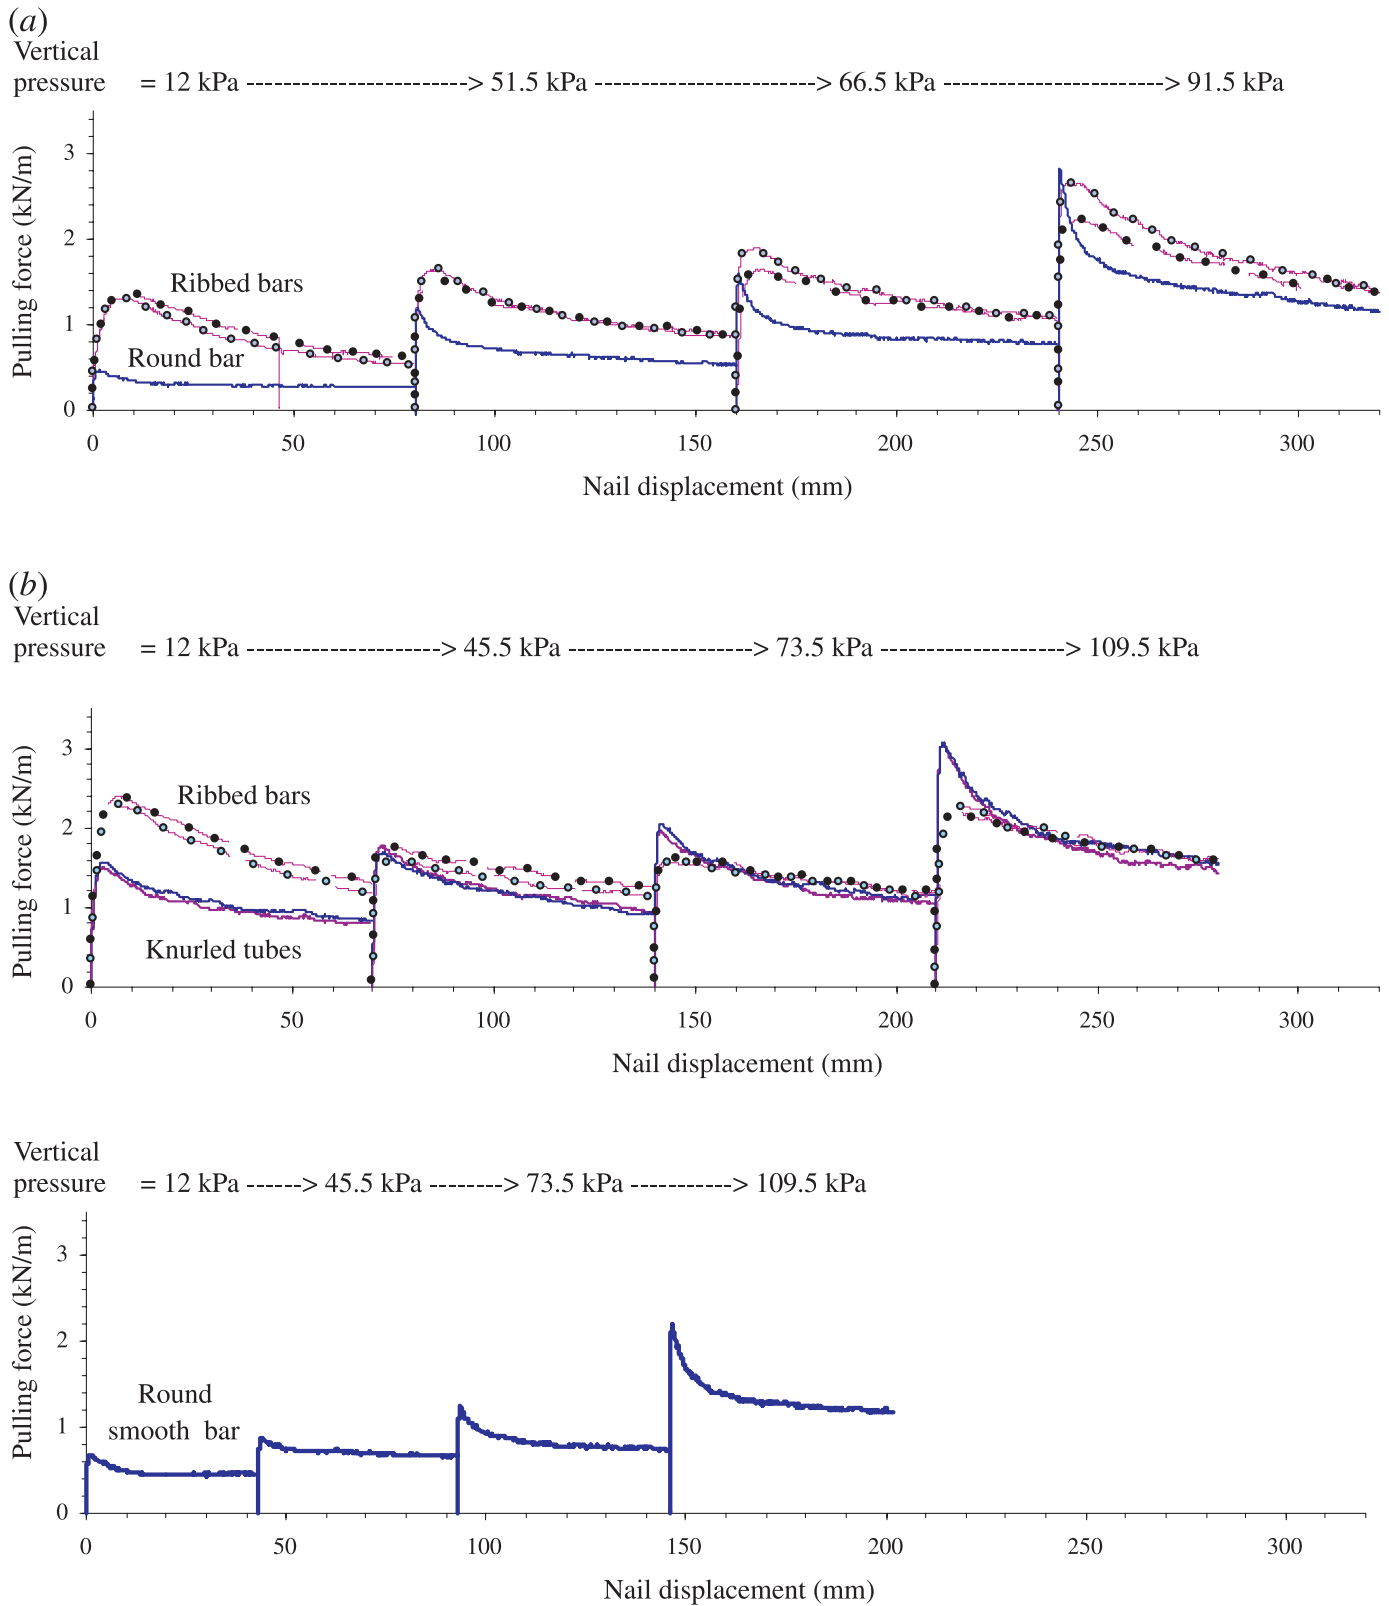 (a)
Vertical
pressure = 12 kPa ----------------------> 51.5 kPa ----------------------> 66.5 kPa ----------------------> 91.5 kPa
3
2
1
0
Pulling force (kN/m)
Ribbed bars
Round bar
0 50 100 150 200 250 300
Nail displacement (mm)
(b)
Vertical
pressure = 12 kPa --------------------> 45.5 kPa -------------------> 73.5 kPa -------------------> 109.5 kPa
3
2
1
0
Pulling force (kN/m)
Ribbed bars
Knurled tubes
0 50 100 150 200 250 300
Nail displacement (mm)
Vertical
pressure = 12 kPa ------> 45.5 kPa --------> 73.5 kPa -----------> 109.5 kPa
3
2
1
0
Pulling force (kN/m)
Round
smooth bar
0 50 100 150 200 250 300
Nail displacement (mm)